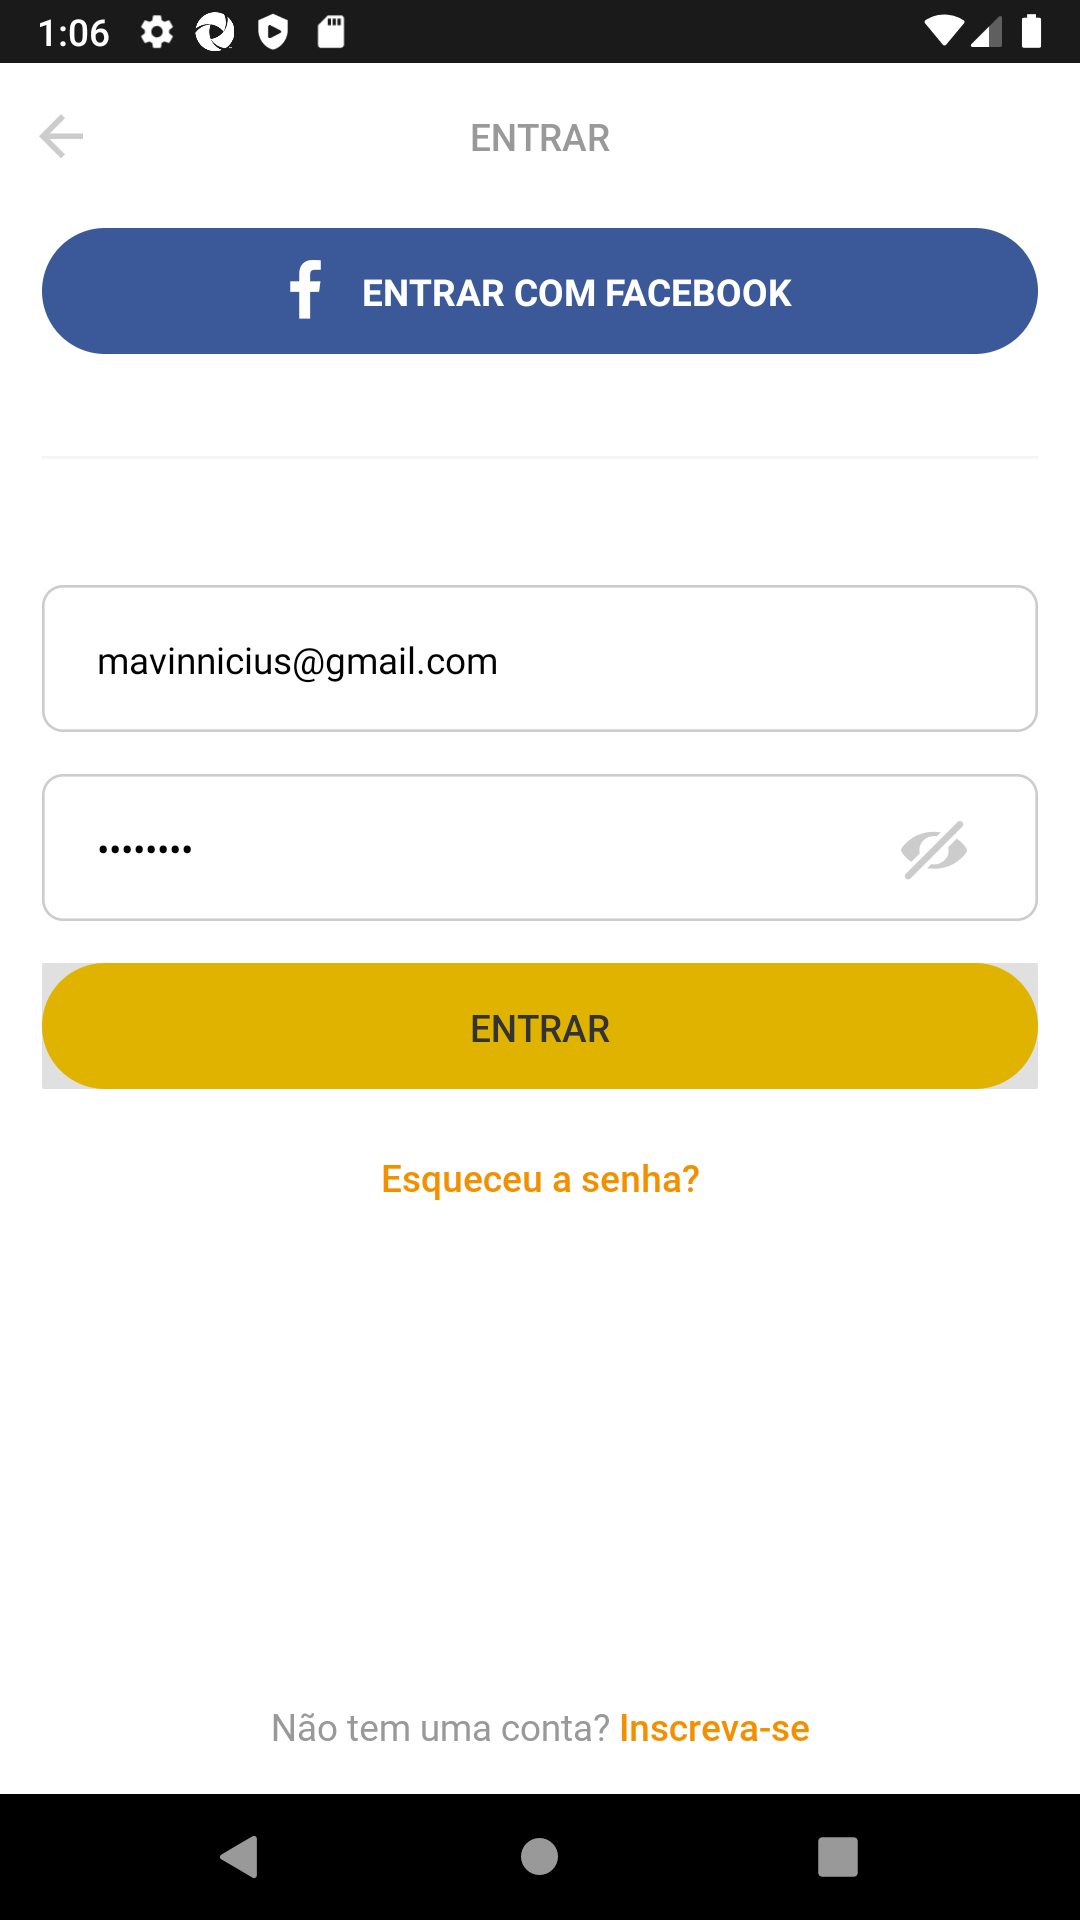 1:06
ENTRAR
ENTRAR COM FACEBOOK
mavinnicius@gmail.com
••••••••
ENTRAR
Esqueceu a senha?
Não tem uma conta? Inscreva-se